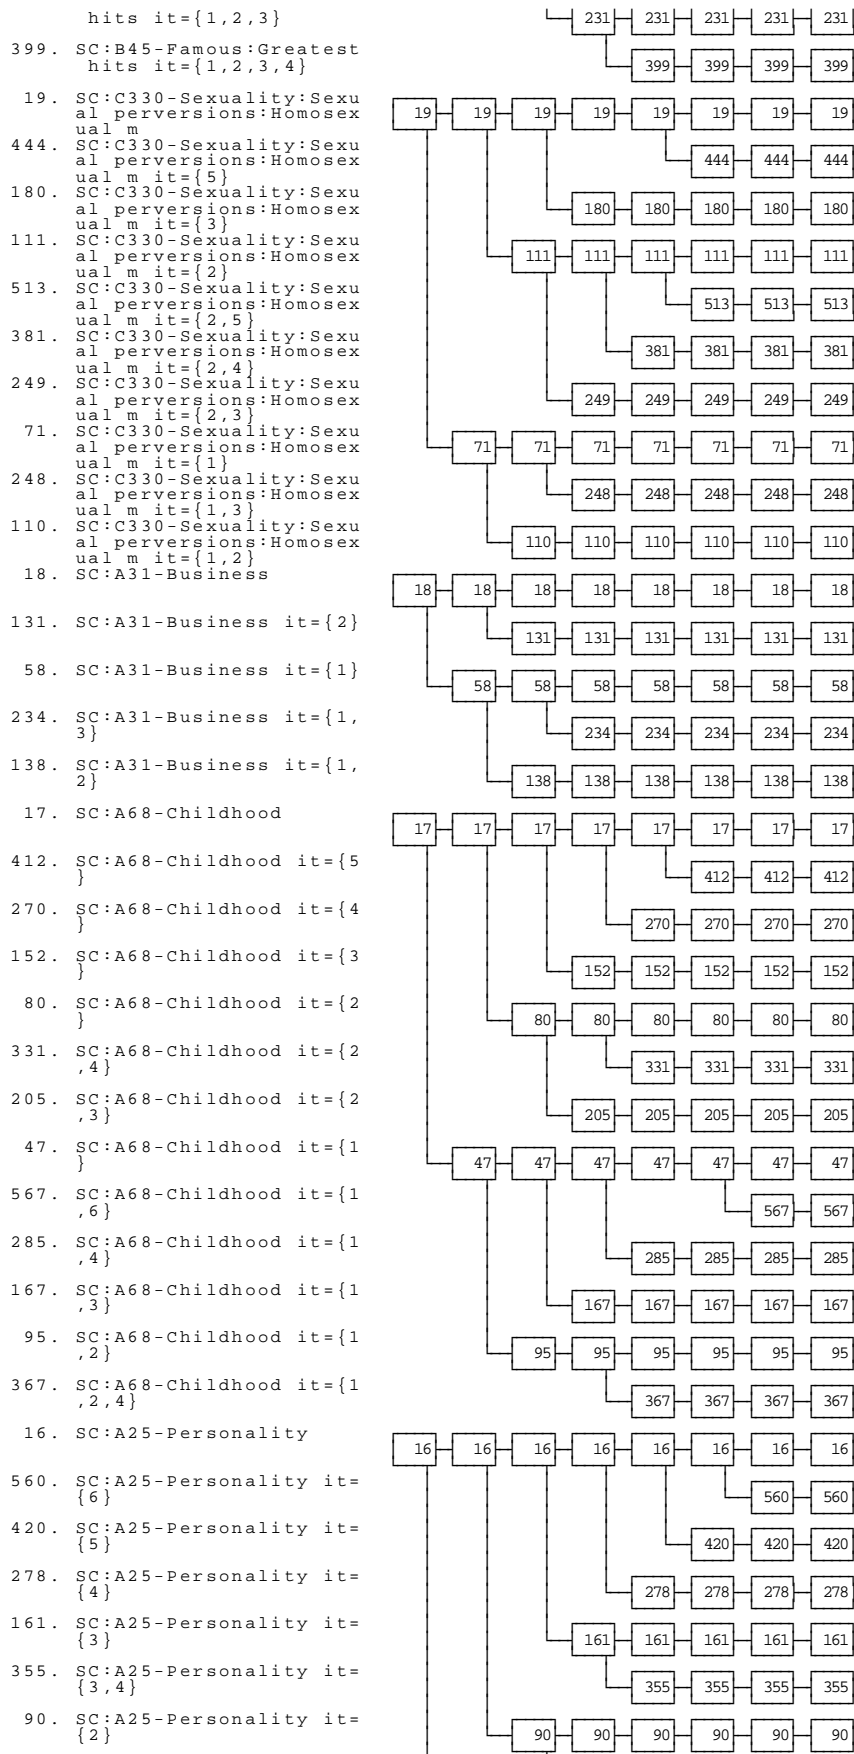 hits it={1,2,3}
231 231 231 231 231
399. SC:B45-Famous:Greatest
hits it={1,2,3,4}
399 399 399 399
19. SC:C330-Sexuality:Sexu
al perversions:Homosex
ual m
19 19 19 19 19 19 19 19
444. SC:C330-Sexuality:Sexu
al perversions:Homosex
ual m it={5}
444 444 444
180. SC:C330-Sexuality:Sexu
al perversions:Homosex
ual m it={3}
180 180 180 180 180
111. SC:C330-Sexuality:Sexu
al perversions:Homosex
ual m it={2}
111 111 111 111 111 111
513. SC:C330-Sexuality:Sexu
al perversions:Homosex
ual m it={2,5}
513 513 513
381. SC:C330-Sexuality:Sexu
al perversions:Homosex
ual m it={2,4}
381 381 381 381
249. SC:C330-Sexuality:Sexu
al perversions:Homosex
ual m it={2,3}
249 249 249 249 249
71. SC:C330-Sexuality:Sexu
al perversions:Homosex
ual m it={1}
71 71 71 71 71 71 71
248. SC:C330-Sexuality:Sexu
al perversions:Homosex
ual m it={1,3}
248 248 248 248 248
110. SC:C330-Sexuality:Sexu
al perversions:Homosex
ual m it={1,2}
110 110 110 110 110 110
18. SC:A31-Business
18 18 18 18 18 18 18 18
131. SC:A31-Business it={2}
131 131 131 131 131 131
58. SC:A31-Business it={1}
58 58 58 58 58 58 58
234. SC:A31-Business it={1,
3}
234 234 234 234 234
138. SC:A31-Business it={1,
2}
138 138 138 138 138 138
17. SC:A68-Childhood
17 17 17 17 17 17 17 17
412. SC:A68-Childhood it={5
}
412 412 412
270. SC:A68-Childhood it={4
}
270 270 270 270
152. SC:A68-Childhood it={3
}
152 152 152 152 152
80. SC:A68-Childhood it={2
}
80 80 80 80 80 80
331. SC:A68-Childhood it={2
,4}
331 331 331 331
205. SC:A68-Childhood it={2
,3}
205 205 205 205 205
47. SC:A68-Childhood it={1
}
47 47 47 47 47 47 47
567. SC:A68-Childhood it={1
,6}
567 567
285. SC:A68-Childhood it={1
,4}
285 285 285 285
167. SC:A68-Childhood it={1
,3}
167 167 167 167 167
95. SC:A68-Childhood it={1
,2}
95 95 95 95 95 95
367. SC:A68-Childhood it={1
,2,4}
367 367 367 367
16. SC:A25-Personality
16 16 16 16 16 16 16 16
560. SC:A25-Personality it=
{6}
560 560
420. SC:A25-Personality it=
{5}
420 420 420
278. SC:A25-Personality it=
{4}
278 278 278 278
161. SC:A25-Personality it=
{3}
161 161 161 161 161
355. SC:A25-Personality it=
{3,4}
355 355 355 355
90. SC:A25-Personality it=
{2}
90 90 90 90 90 90